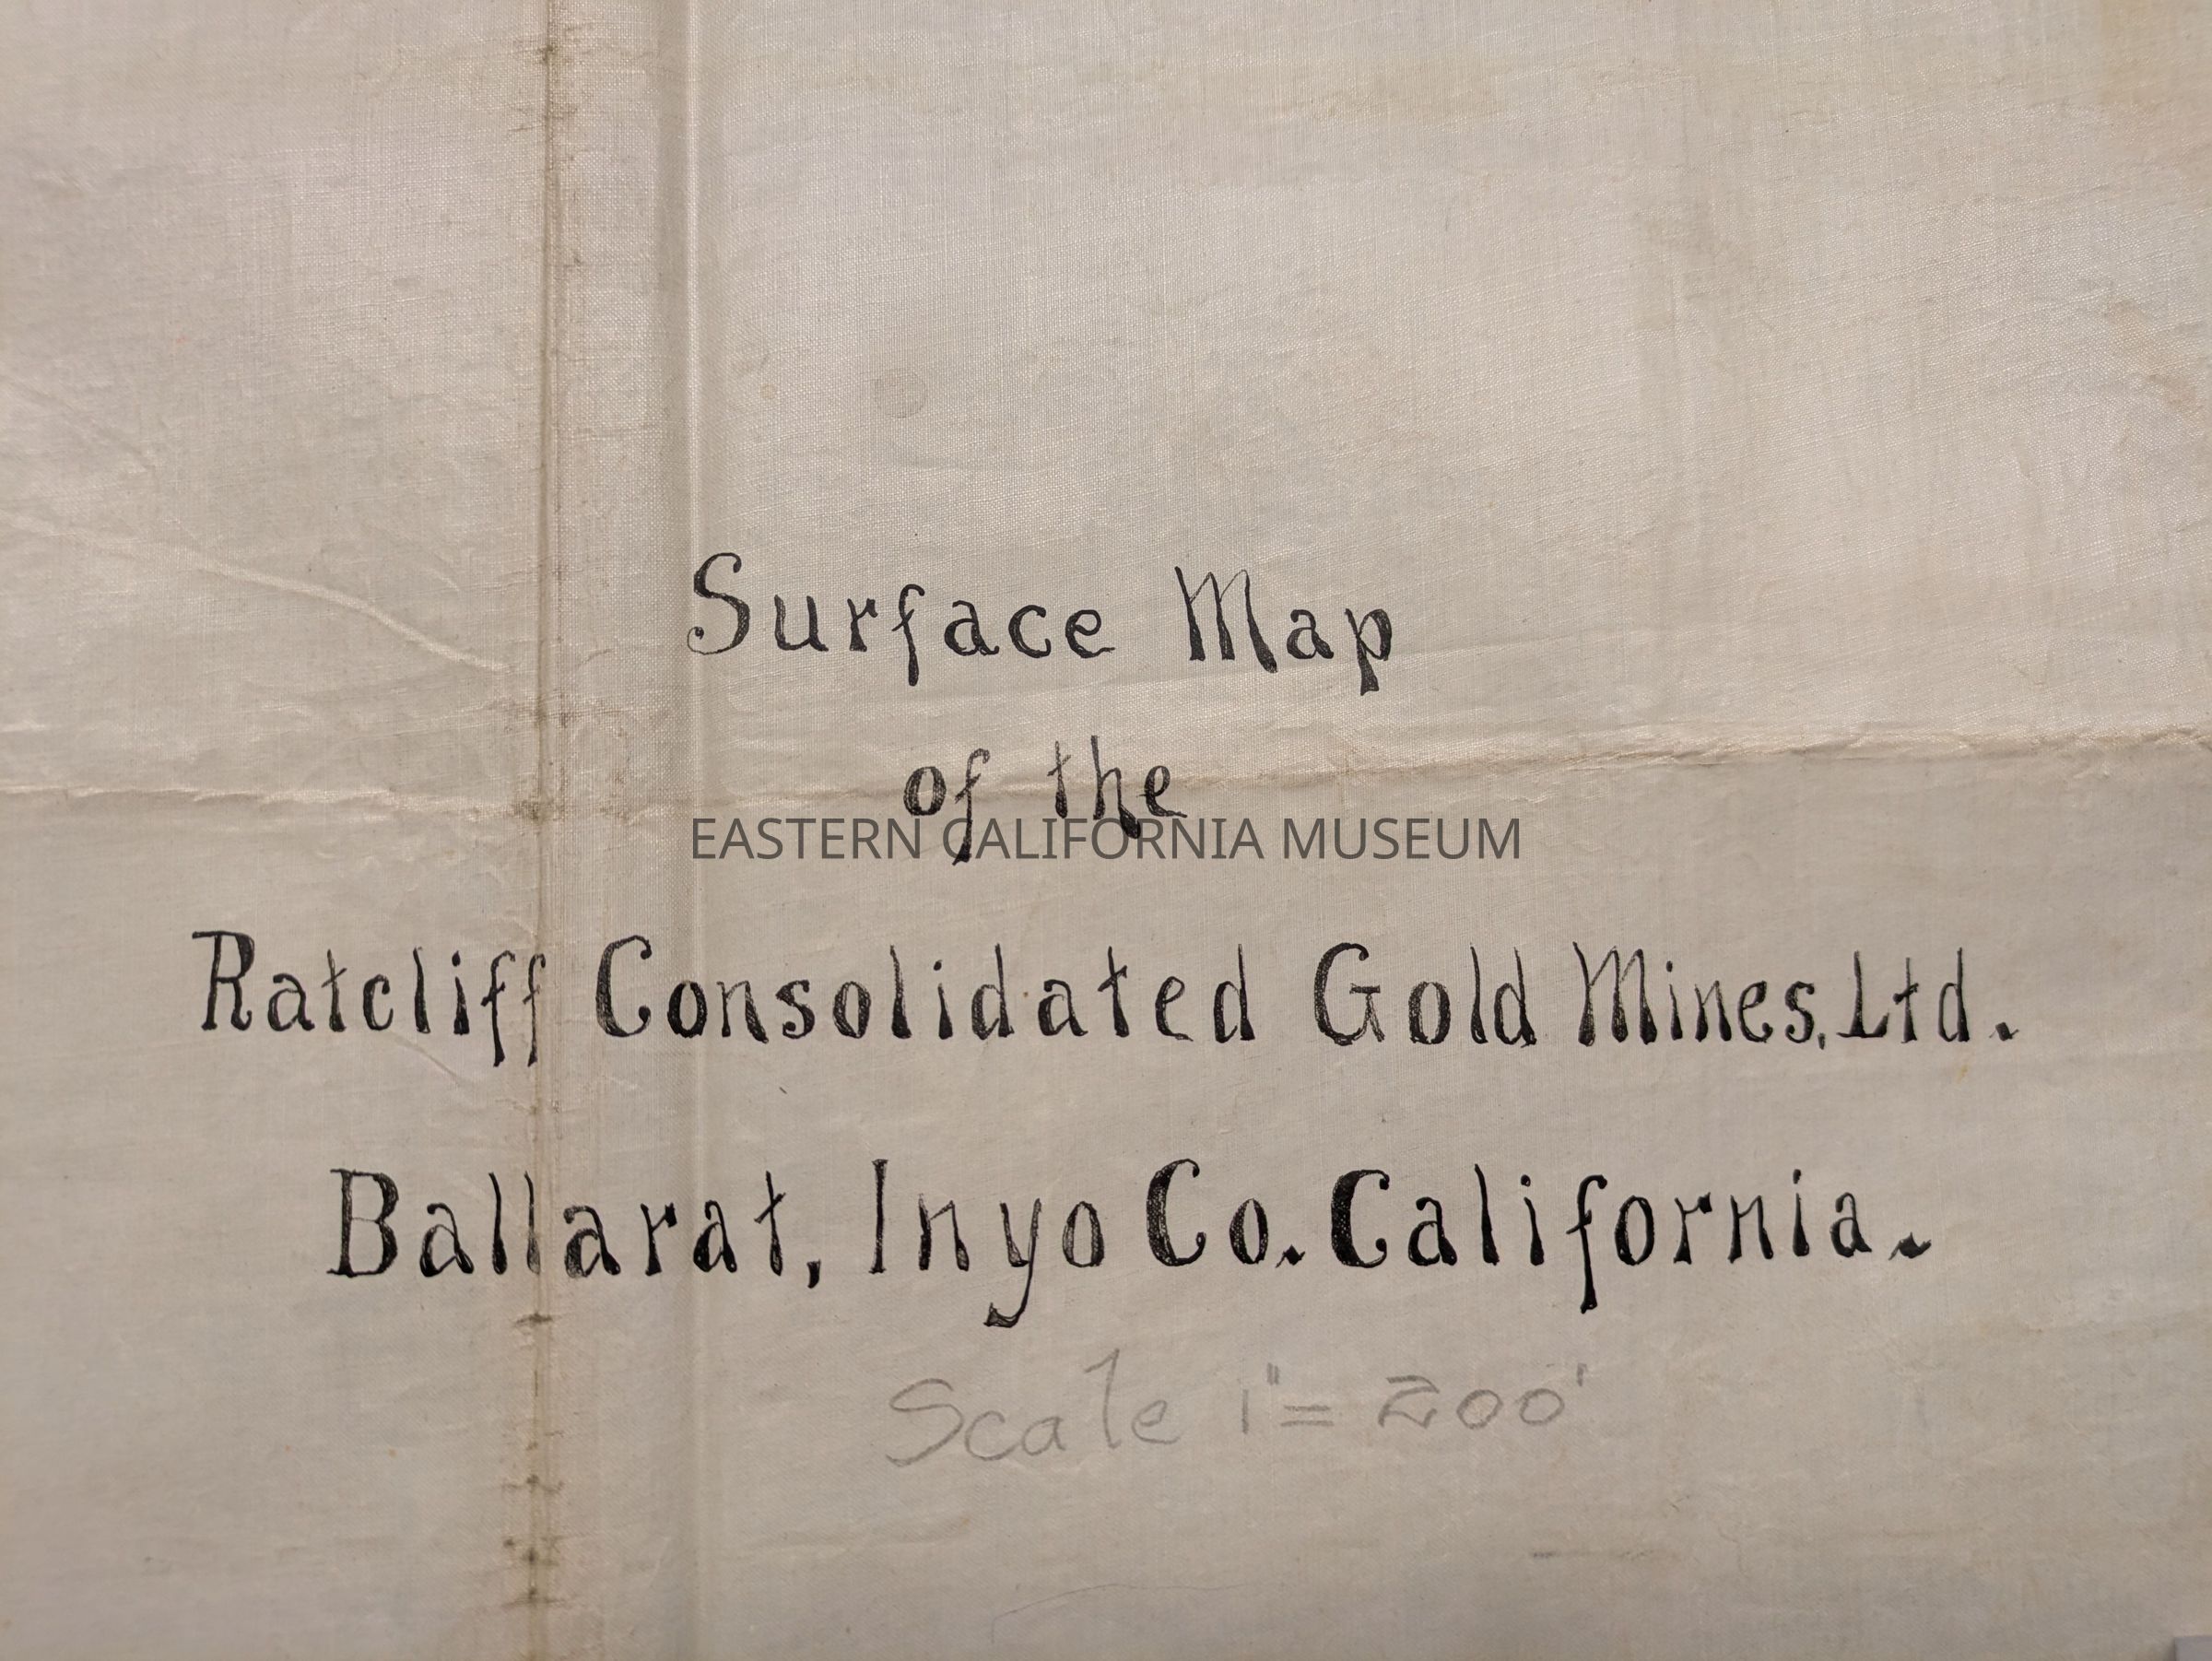 Surface Map
of the
EASTERN CALIFORNIA MUSEUM
Ratcliff Consolidated Gold Mines, Ltd.
Ballarat, Inyo Co. California.
Scale 1"= 200'